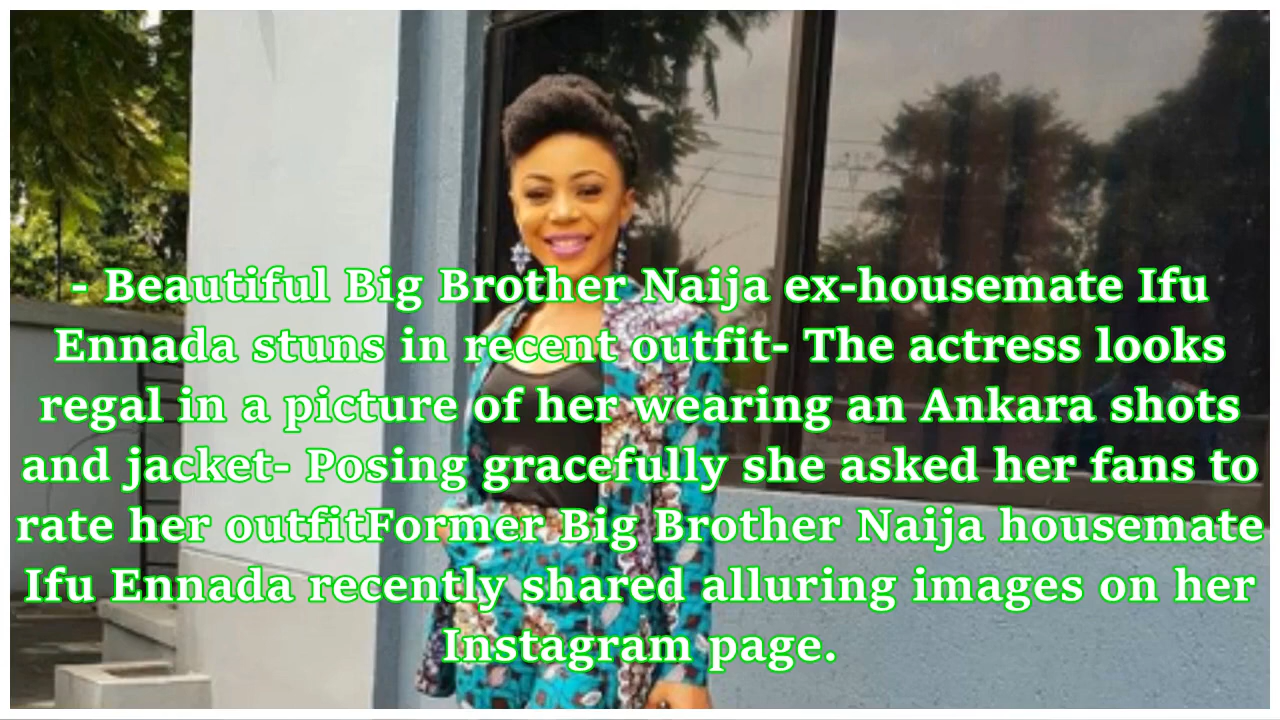 - Beautiful Big Brother Naija ex-housemate Ifu
Ennada stuns in recent outfit- The actress looks
regal in a picture of her wearing an Ankara shots
and jacket- Posing gracefully she asked her fans to
rate her outfitFormer Big Brother Naija housemate
Ifu Ennada recently shared alluring images on her
Instagram page.